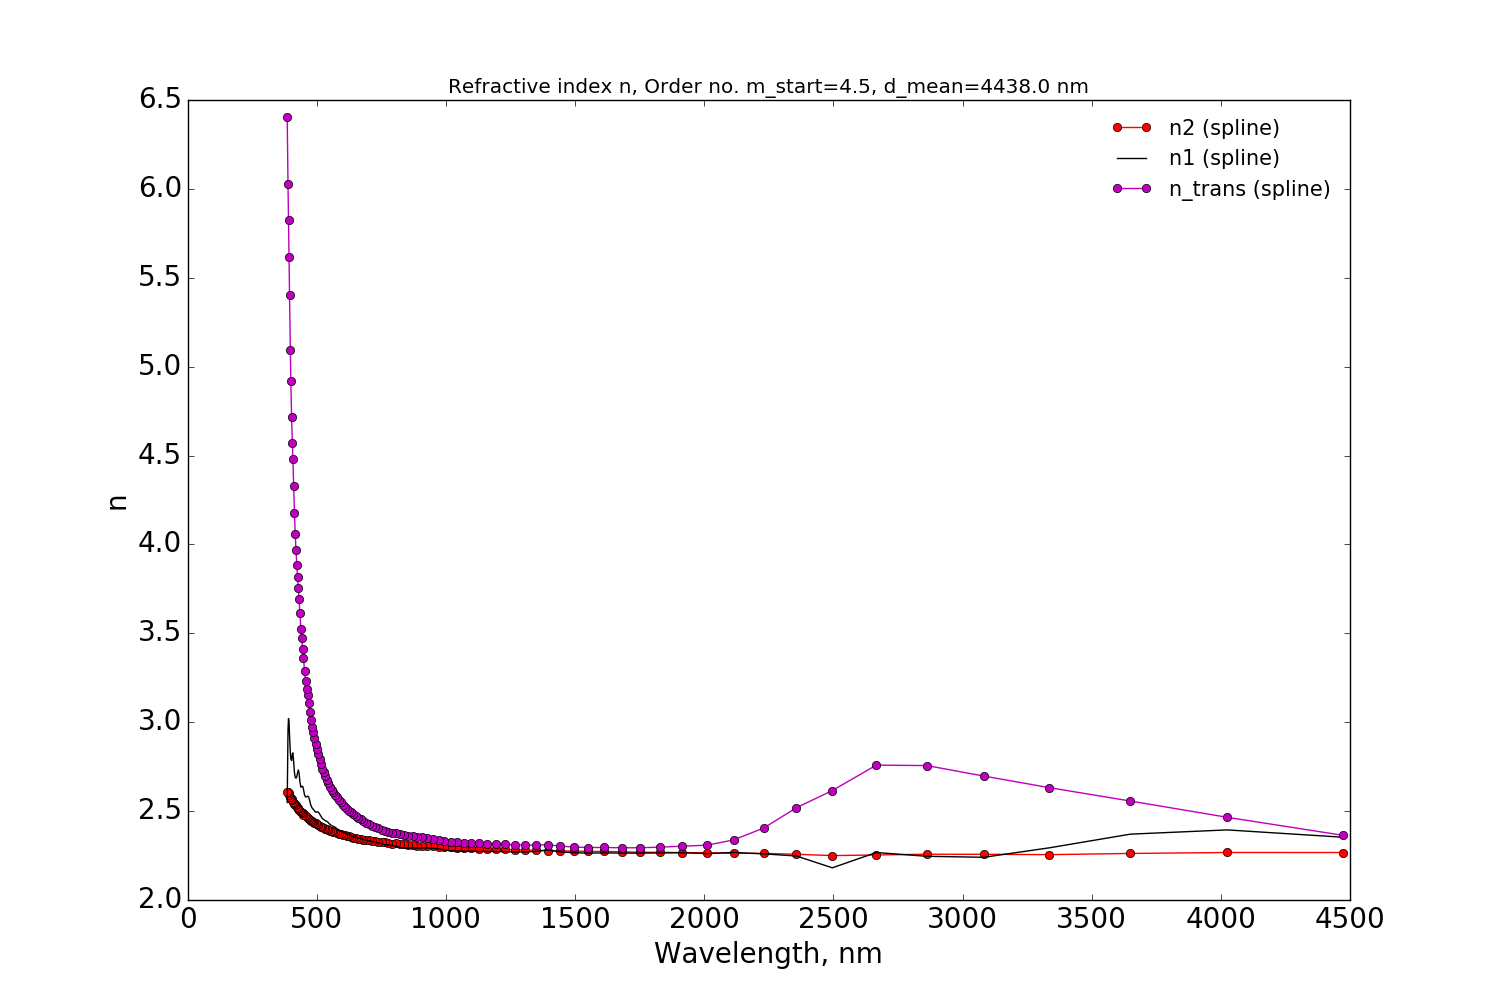 Refractive index n, Order no. m_start=4.5, d_mean=4438.0 nm
6.5
6.0
5.5
5.0
4.5
4.0
3.5
3.0
2.5
2.0
n
n2 (spline)
n1 (spline)
n_trans (spline)
0 500 1000 1500 2000 2500 3000 3500 4000 4500
Wavelength, nm